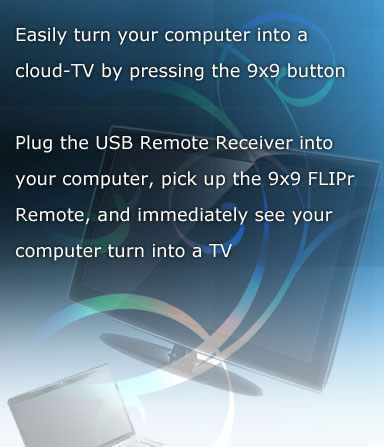 Easily turn your computer into a
cloud-TV by pressing the 9x9 button
Plug the USB Remote Receiver into
your computer, pick up the 9x9 FLIPr
Remote, and immediately see your
computer turn into a TV